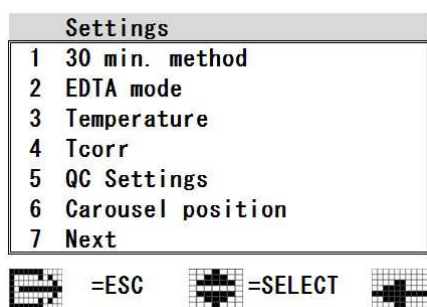 Settings
1 30 min. method
2 EDTA mode
3 Temperature
4 Tcorr
5 QC Settings
6 Carousel position
7 Next
=ESC =SELECT